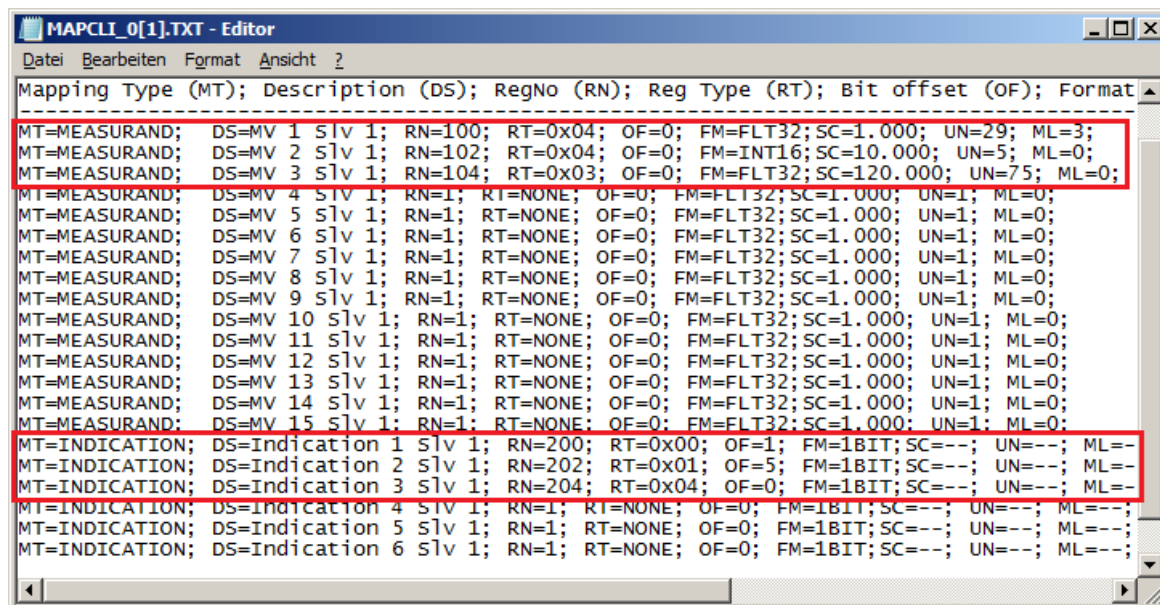 MAPCLI_0[1].TXT - Editor
Datei Bearbeiten Format Ansicht ?
Mapping Type (MT); Description (DS); RegNo (RN); Reg Type (RT); Bit offset (OF); Format
--------------------------------------------------------------------------------
MT=MEASURAND; DS=MV 1 Slv 1; RN=100; RT=0x04; OF=0; FM=FLT32;SC=1.000; UN=29; ML=3;
MT=MEASURAND; DS=MV 2 Slv 1; RN=102; RT=0x04; OF=0; FM=INT16;SC=10.000; UN=5; ML=0;
MT=MEASURAND; DS=MV 3 Slv 1; RN=104; RT=0x03; OF=0; FM=FLT32;SC=120.000; UN=75; ML=0;
MT=MEASURAND; DS=MV 4 Slv 1; RN=1; RT=NONE; OF=0; FM=FLT32;SC=1.000; UN=1; ML=0;
MT=MEASURAND; DS=MV 5 Slv 1; RN=1; RT=NONE; OF=0; FM=FLT32;SC=1.000; UN=1; ML=0;
MT=MEASURAND; DS=MV 6 Slv 1; RN=1; RT=NONE; OF=0; FM=FLT32;SC=1.000; UN=1; ML=0;
MT=MEASURAND; DS=MV 7 Slv 1; RN=1; RT=NONE; OF=0; FM=FLT32;SC=1.000; UN=1; ML=0;
MT=MEASURAND; DS=MV 8 Slv 1; RN=1; RT=NONE; OF=0; FM=FLT32;SC=1.000; UN=1; ML=0;
MT=MEASURAND; DS=MV 9 Slv 1; RN=1; RT=NONE; OF=0; FM=FLT32;SC=1.000; UN=1; ML=0;
MT=MEASURAND; DS=MV 10 Slv 1; RN=1; RT=NONE; OF=0; FM=FLT32;SC=1.000; UN=1; ML=0;
MT=MEASURAND; DS=MV 11 Slv 1; RN=1; RT=NONE; OF=0; FM=FLT32;SC=1.000; UN=1; ML=0;
MT=MEASURAND; DS=MV 12 Slv 1; RN=1; RT=NONE; OF=0; FM=FLT32;SC=1.000; UN=1; ML=0;
MT=MEASURAND; DS=MV 13 Slv 1; RN=1; RT=NONE; OF=0; FM=FLT32;SC=1.000; UN=1; ML=0;
MT=MEASURAND; DS=MV 14 Slv 1; RN=1; RT=NONE; OF=0; FM=FLT32;SC=1.000; UN=1; ML=0;
MT=MEASURAND; DS=MV 15 Slv 1; RN=1; RT=NONE; OF=0; FM=FLT32;SC=1.000; UN=1; ML=0;
MT=INDICATION; DS=Indication 1 Slv 1; RN=200; RT=0x00; OF=1; FM=1BIT;SC=--; UN=--; ML=-
MT=INDICATION; DS=Indication 2 Slv 1; RN=202; RT=0x01; OF=5; FM=1BIT;SC=--; UN=--; ML=-
MT=INDICATION; DS=Indication 3 Slv 1; RN=204; RT=0x04; OF=0; FM=1BIT;SC=--; UN=--; ML=-
MT=INDICATION; DS=Indication 4 Slv 1; RN=1; RT=NONE; OF=0; FM=1BIT;SC=--; UN=--; ML=--;
MT=INDICATION; DS=Indication 5 Slv 1; RN=1; RT=NONE; OF=0; FM=1BIT;SC=--; UN=--; ML=--;
MT=INDICATION; DS=Indication 6 Slv 1; RN=1; RT=NONE; OF=0; FM=1BIT;SC=--; UN=--; ML=--;